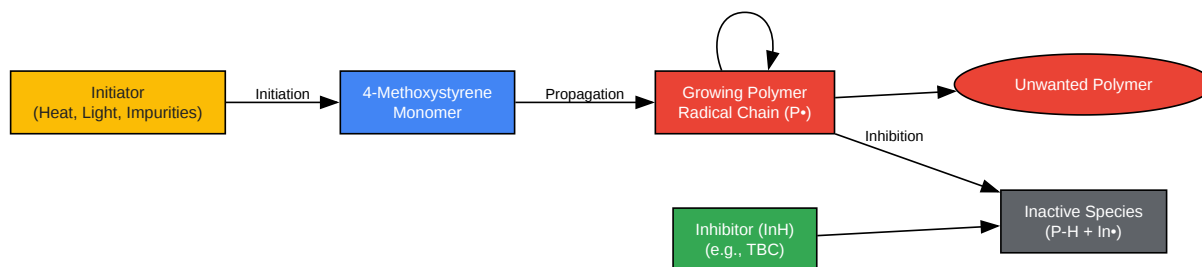 Initiator
(Heat, Light, Impurities)
Initiation
4-Methoxystyrene
Monomer
Propagation
Growing Polymer
Radical Chain (P•)
Unwanted Polymer
Inhibition
Inhibitor (InH)
(e.g., TBC)
Inactive Species
(P-H + In•)